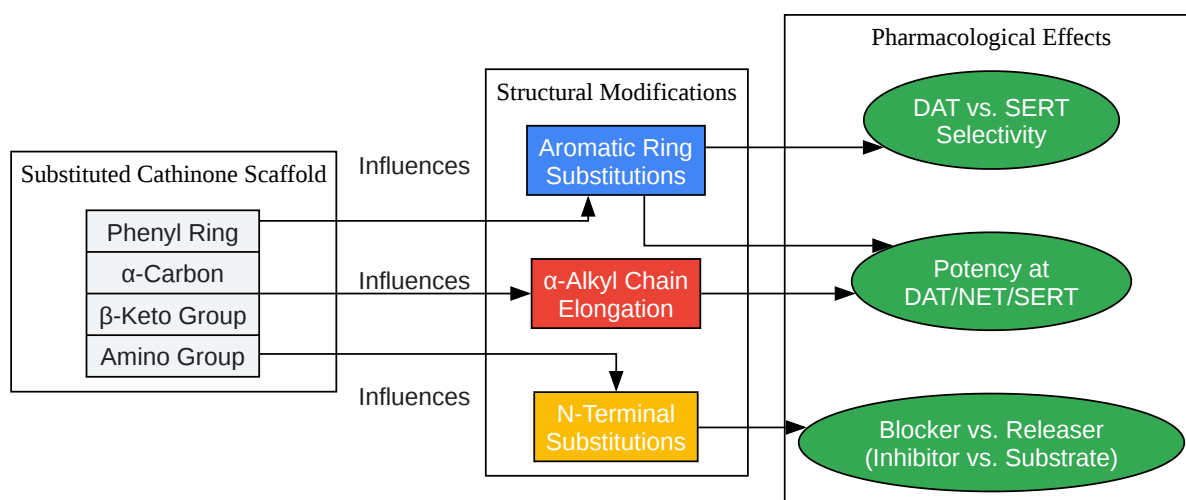 Substituted Cathinone Scaffold
Phenyl Ring
α-Carbon
β-Keto Group
Amino Group
Influences
Influences
Influences
Structural Modifications
Aromatic Ring
Substitutions
α-Alkyl Chain
Elongation
N-Terminal
Substitutions
Pharmacological Effects
DAT vs. SERT
Selectivity
Potency at
DAT/NET/SERT
Blocker vs. Releaser
(Inhibitor vs. Substrate)